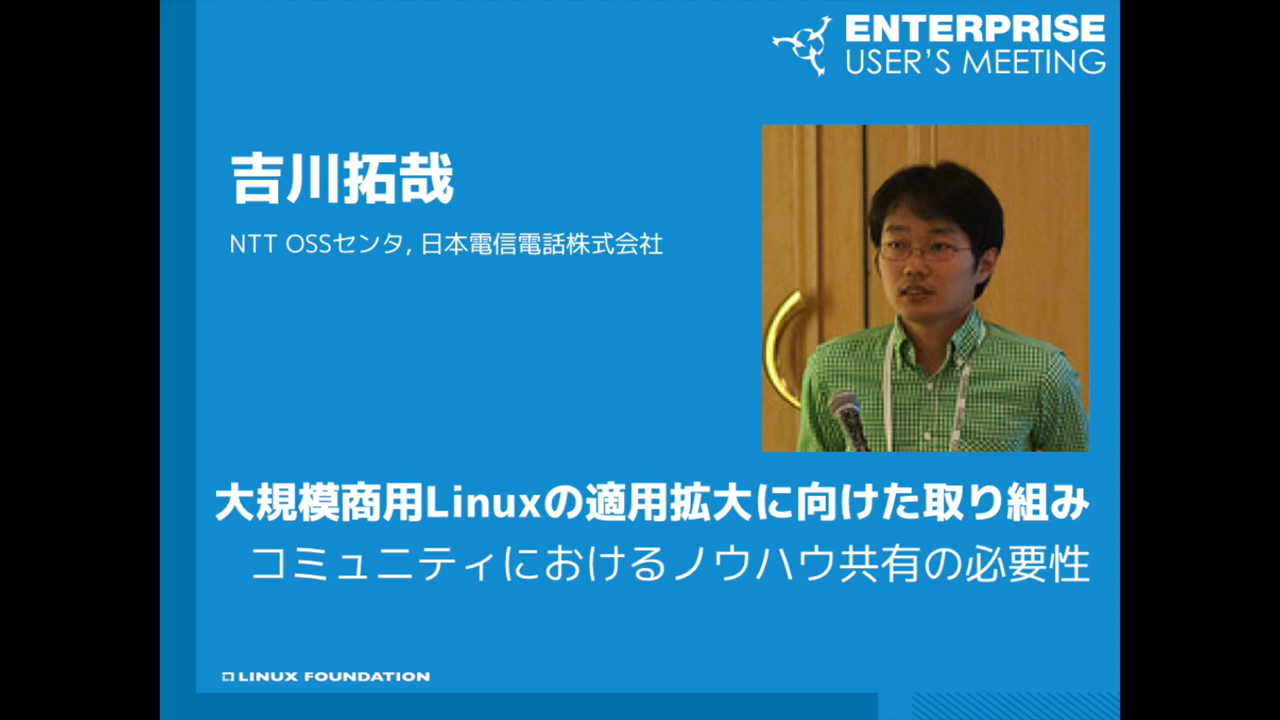 ENTERPRISE
USER'S MEETING
吉川拓哉
NTT OSSセンタ, 日本電信電話株式会社
大規模商用Linuxの適用拡大に向けた取り組み
コミュニティにおけるノウハウ共有の必要性
LINUX FOUNDATION